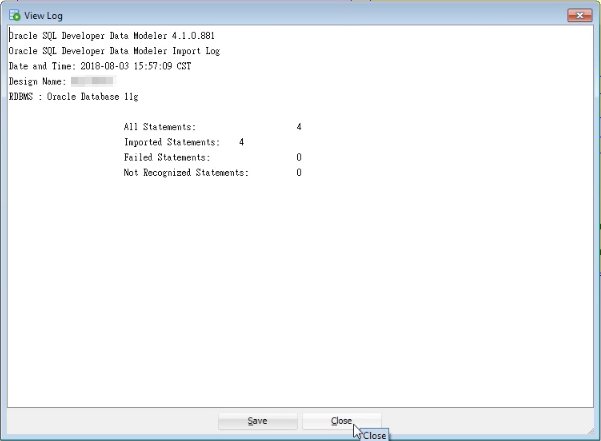 View Log
Oracle SQL Developer Data Modeler 4.1.0.881
Oracle SQL Developer Data Modeler Import Log
Date and Time: 2018-08-03 15:57:09 CST
Design Name:
RDBMS : Oracle Database 11g
All Statements: 4
Imported Statements: 4
Failed Statements: 0
Not Recognized Statements: 0
Save Close
Close